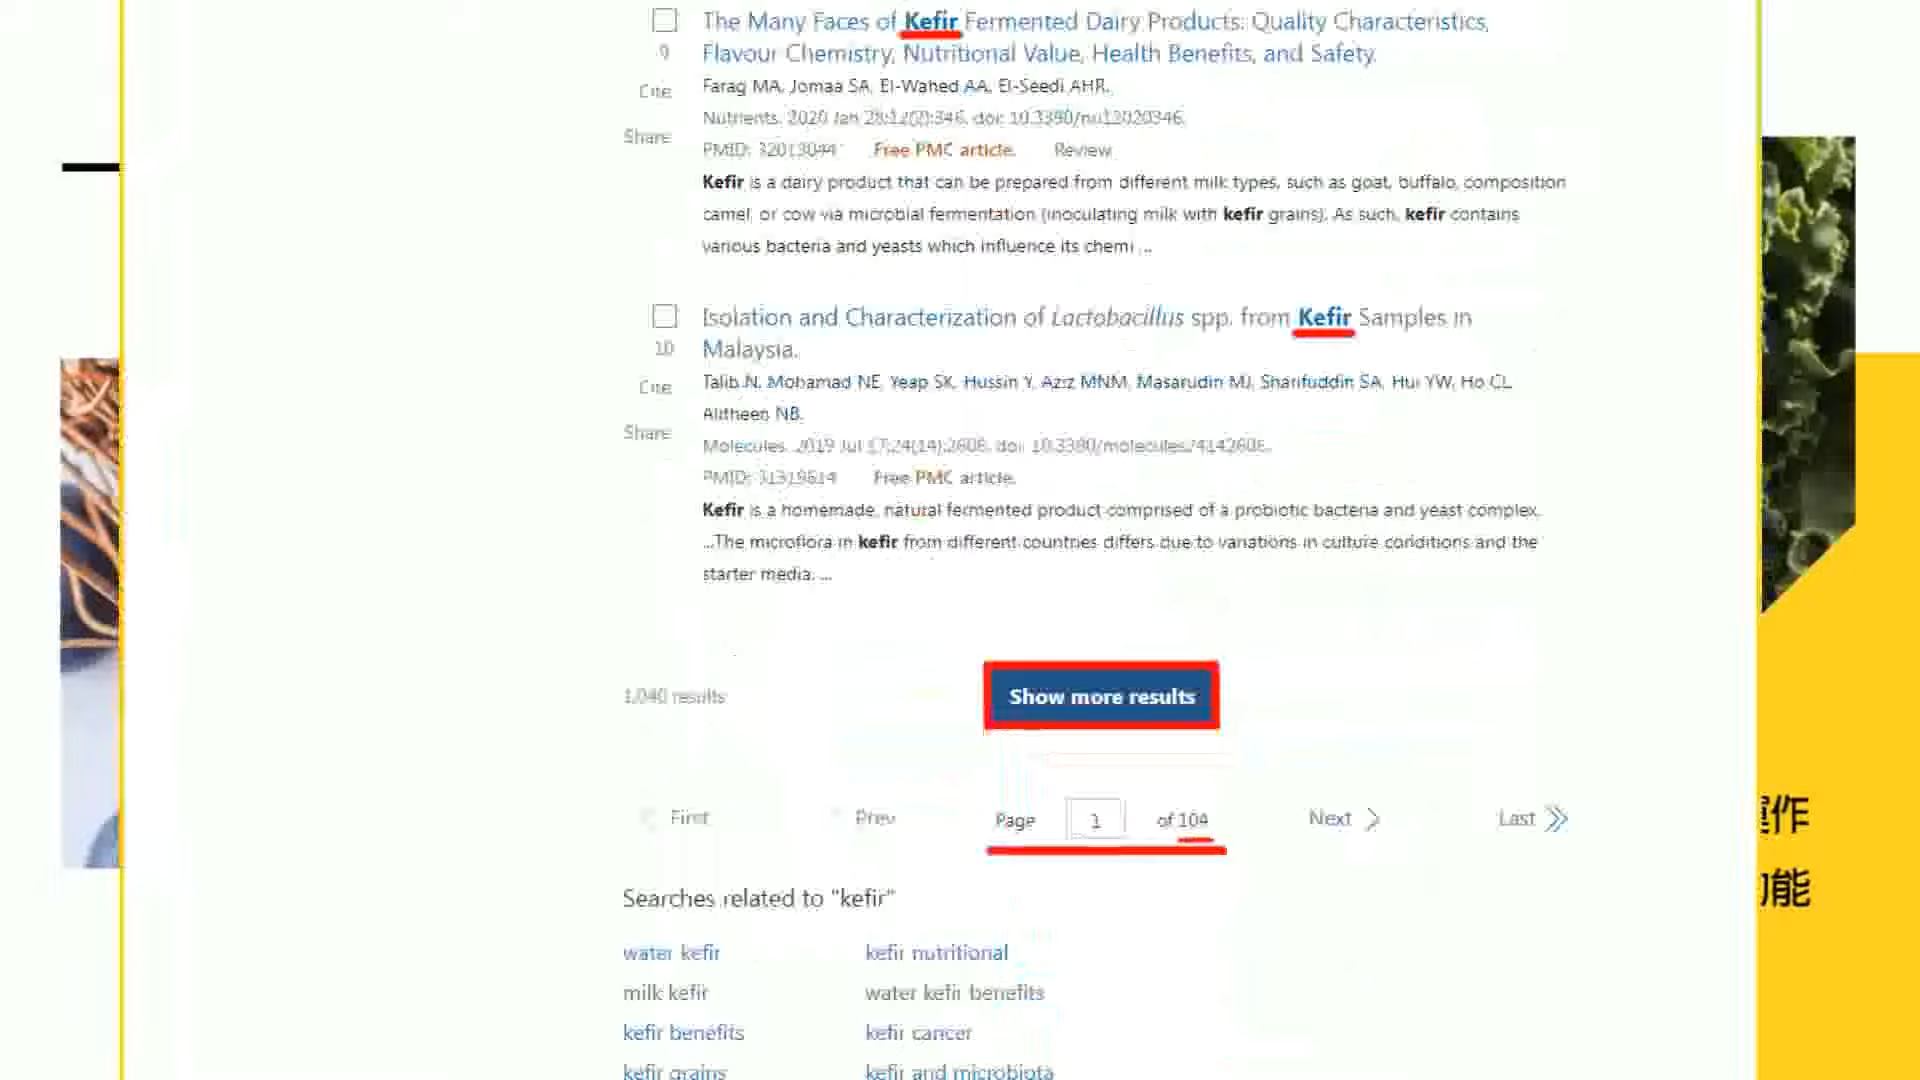 The Many Faces of Kefir Fermented Dairy Products: Quality Characteristics,
9
Flavour Chemistry, Nutritional Value, Health Benefits, and Safety.
Cite
Farag MA, Jomaa SA, El-Wahed AA, El-Seedi AHR.
Nutrients. 2020 Jan 28;12(2):346. doi: 10.3390/nu12020346.
Share
PMID: 32013044 Free PMC article. Review.
Kefir is a dairy product that can be prepared from different milk types, such as goat, buffalo, composition
camel, or cow via microbial fermentation (inoculating milk with kefir grains). As such, kefir contains
various bacteria and yeasts which influence its chemi ...
Isolation and Characterization of Lactobacillus spp. from Kefir Samples in
10
Malaysia.
Cite
Talib N, Mohamad NE, Yeap SK, Hussin Y, Aziz MNM, Masarudin MJ, Sharifuddin SA, Hui YW, Ho CL,
Alitheen NB.
Share
Molecules. 2019 Jul 17;24(14):2606. doi: 10.3390/molecules24142606.
PMID: 31319614 Free PMC article.
Kefir is a homemade, natural fermented product comprised of a probiotic bacteria and yeast complex.
...The microflora in kefir from different countries differs due to variations in culture conditions and the
starter media. ...
1,040 results
Show more results
First Prev Page 1 of 104 Next Last
作
能
Searches related to "kefir"
water kefir kefir nutritional
milk kefir water kefir benefits
kefir benefits kefir cancer
kefir grains kefir and microbiota